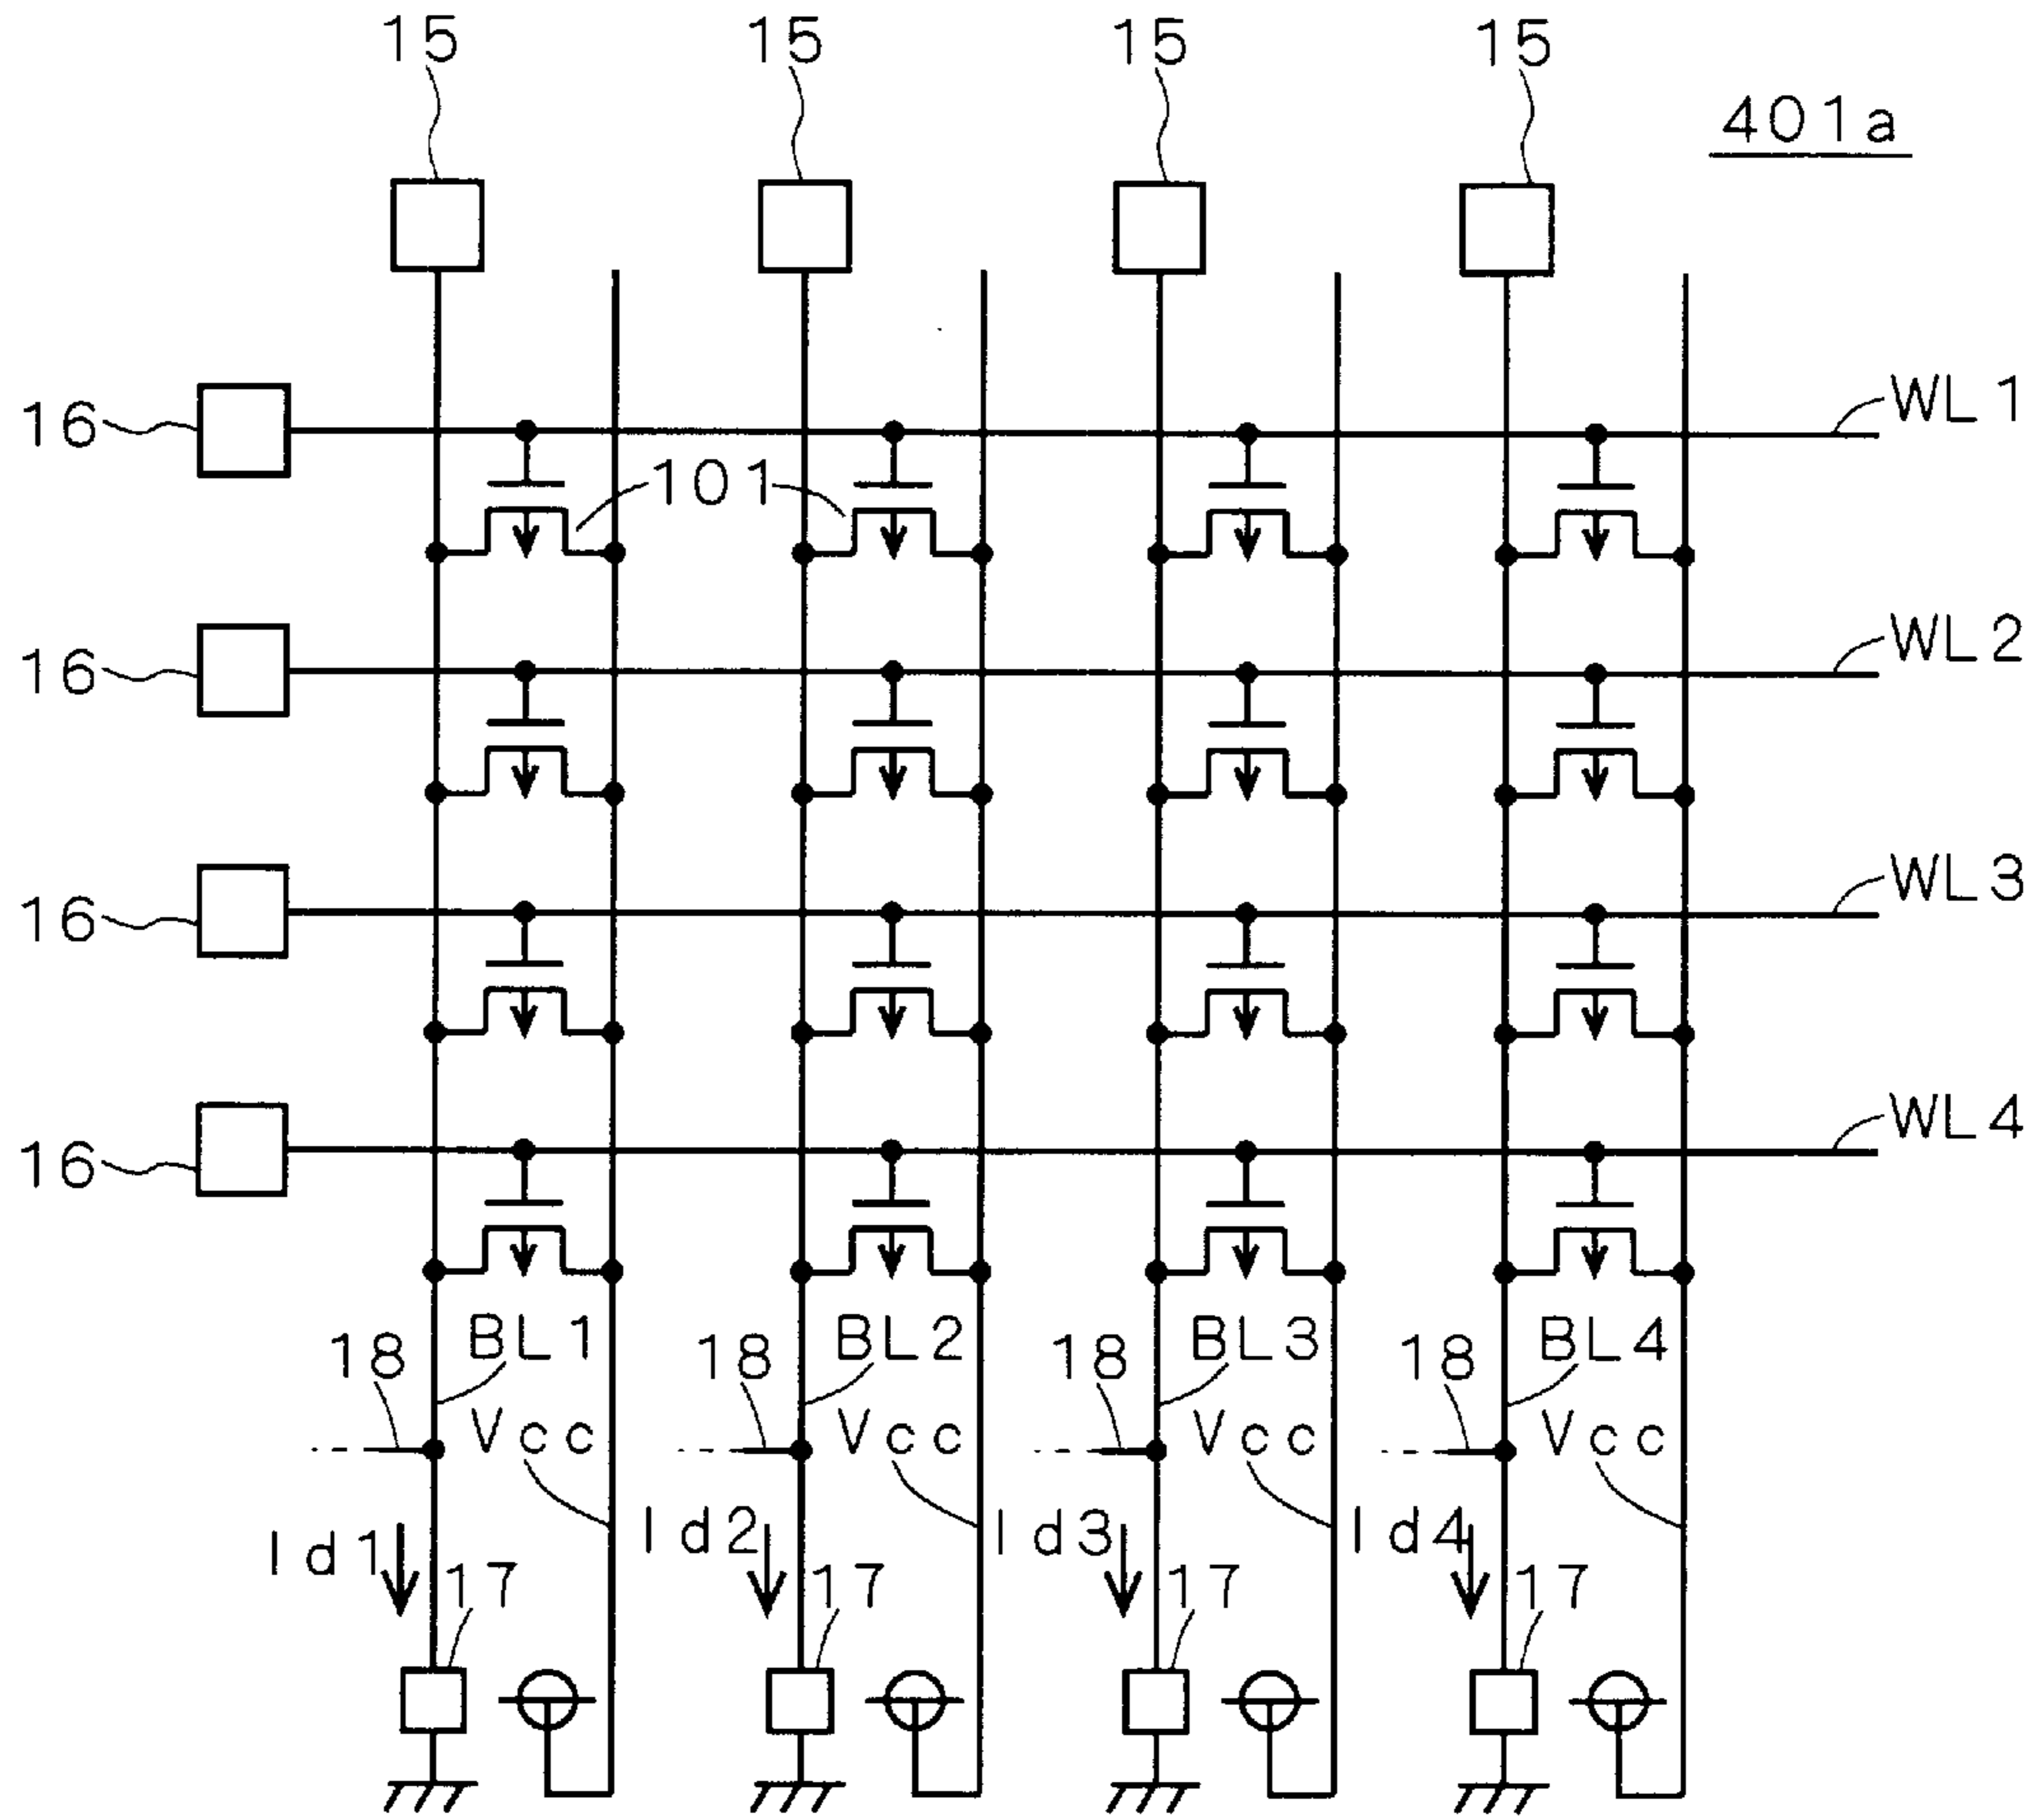 15 15 15 15
401a
16 WL1
101
16 WL2
16 WL3
16 WL4
18 BL1 18 BL2 18 BL3 18 BL4
Vcc Vcc Vcc Vcc
Id1 Id2 Id3 Id4
17 17 17 17